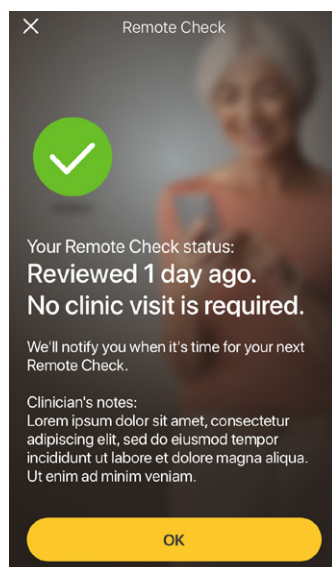 Remote Check
Your Remote Check status:
Reviewed 1 day ago.
No clinic visit is required.
We'll notify you when it's time for your next
Remote Check.
Clinician's notes:
Lorem ipsum dolor sit amet, consectetur
adipiscing elit, sed do eiusmod tempor
incididunt ut labore et dolore magna aliqua.
Ut enim ad minim veniam.
OK